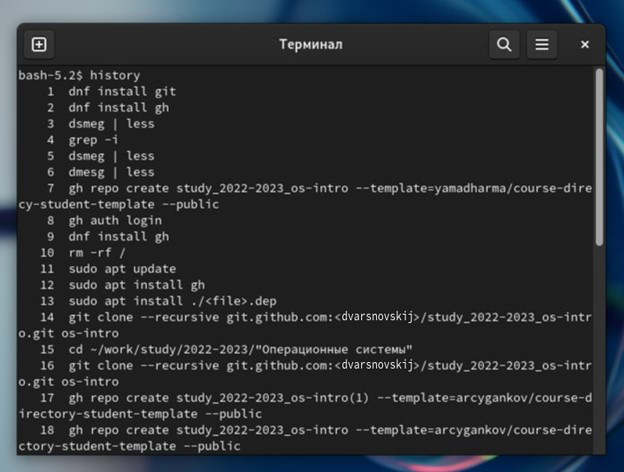 Терминал
bash-5.2$ history
1 dnf install git
2 dnf install gh
3 dsmeg | less
4 grep -i
5 dsmeg | less
6 dmesg | less
7 gh repo create study_2022-2023_os-intro --template=yamadharma/course-dire
cy-student-template --public
8 gh auth login
9 dnf install gh
10 rm -rf /
11 sudo apt update
12 sudo apt install gh
13 sudo apt install ./<file>.dep
14 git clone --recursive git.github.com:<dvarsnovskij>/study_2022-2023_os-intr
o.git os-intro
15 cd ~/work/study/2022-2023/"Операционные системы"
16 git clone --recursive git.github.com:<dvarsnovskij>/study_2022-2023_os-intr
o.git os-intro
17 gh repo create study_2022-2023_os-intro(1) --template=arcygankov/course-d
irectory-student-template --public
18 gh repo create study_2022-2023_os-intro --template=arcygankov/course-dire
ctory-student-template --public